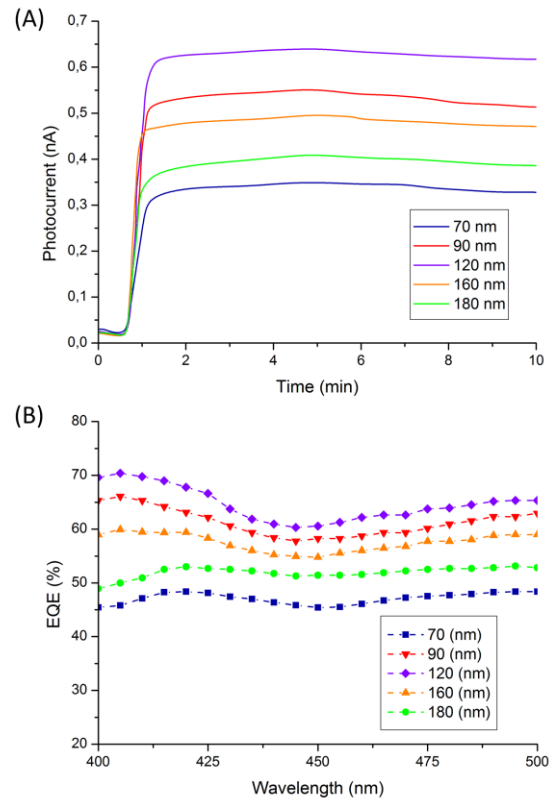 (A)
0,7
0,6
0,5
0,4
0,3
0,2
0,1
0,0
Photocurrent (nA)
0 2 4 6 8 10
Time (min)
70 nm
90 nm
120 nm
160 nm
180 nm
(B)
80
70
60
50
40
30
20
EQE (%)
400 425 450 475 500
Wavelength (nm)
70 (nm)
90 (nm)
120 (nm)
160 (nm)
180 (nm)